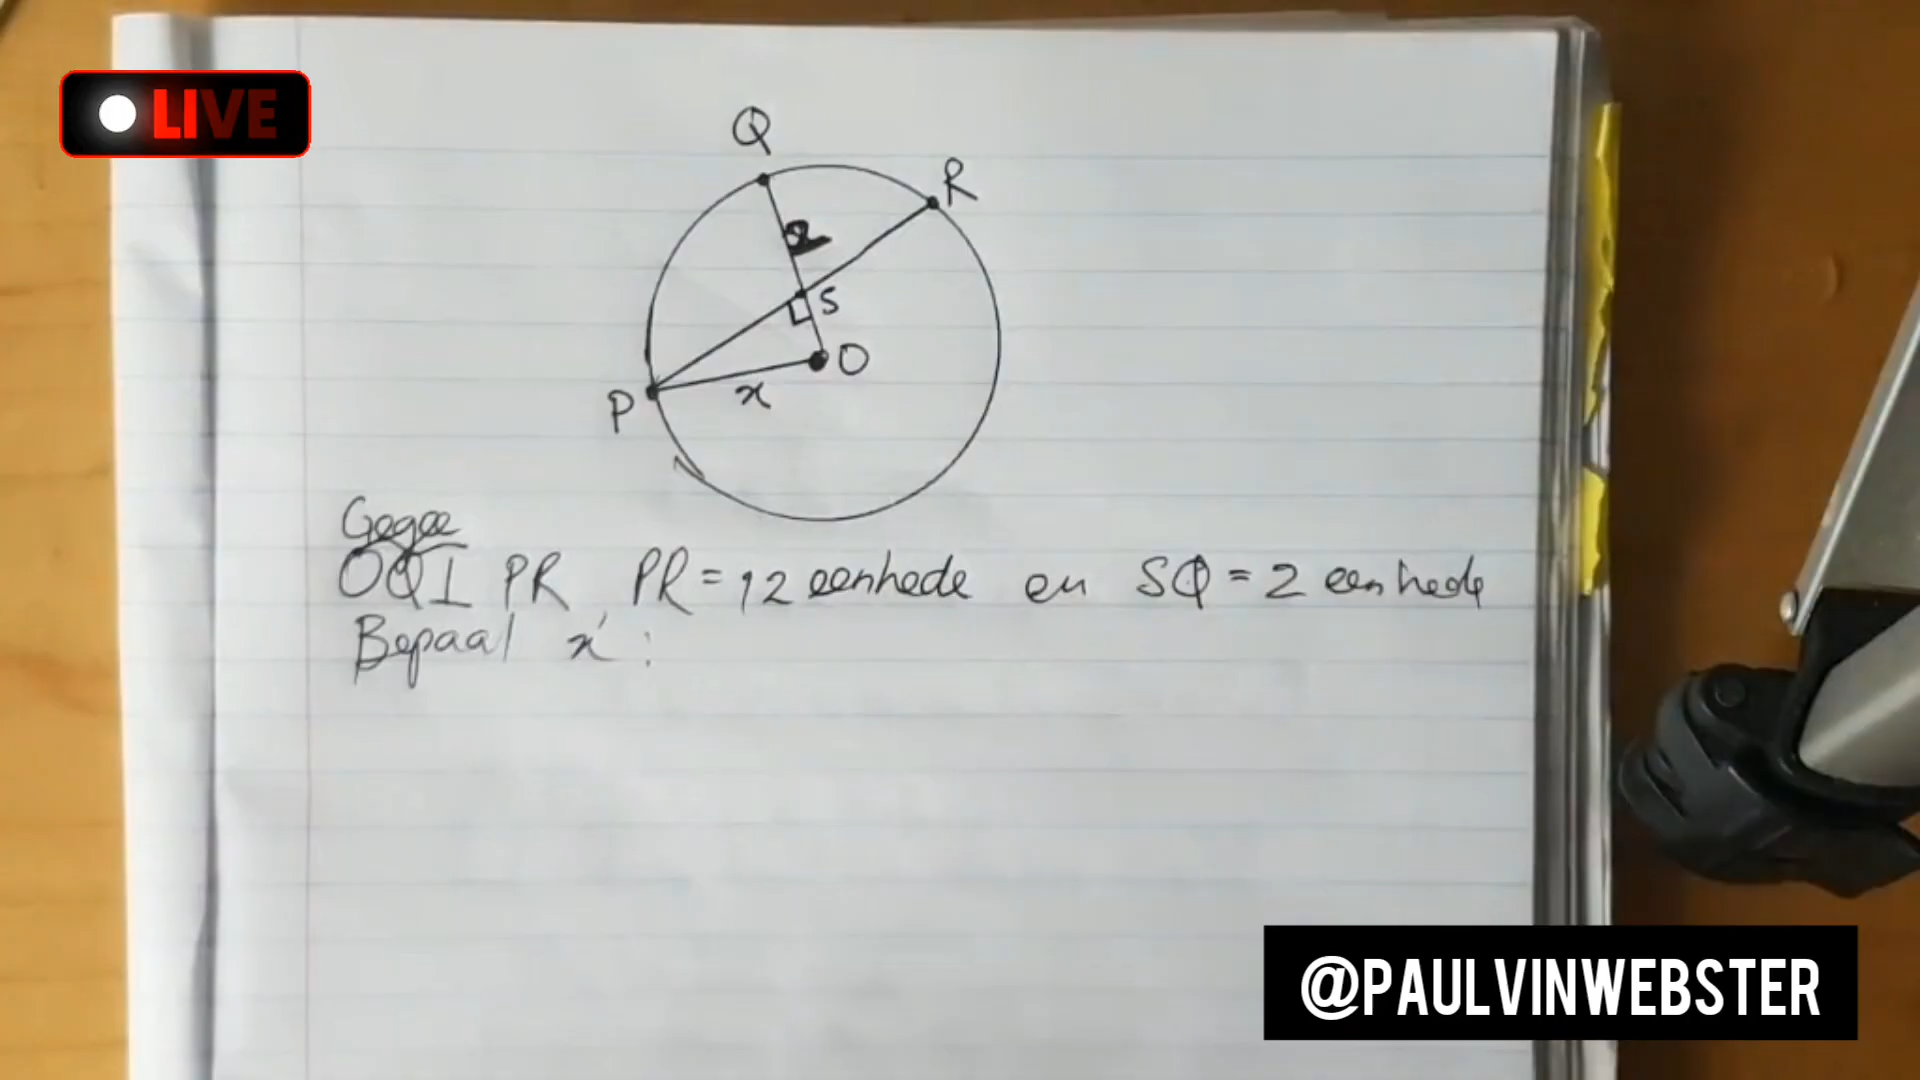 LIVE
Q
R
2
S
O
x
P
Gegee
OQ⊥ PR, PR = 12 eenhede en SQ = 2 eenhede
Bepaal x :
@PAULVINWEBSTER